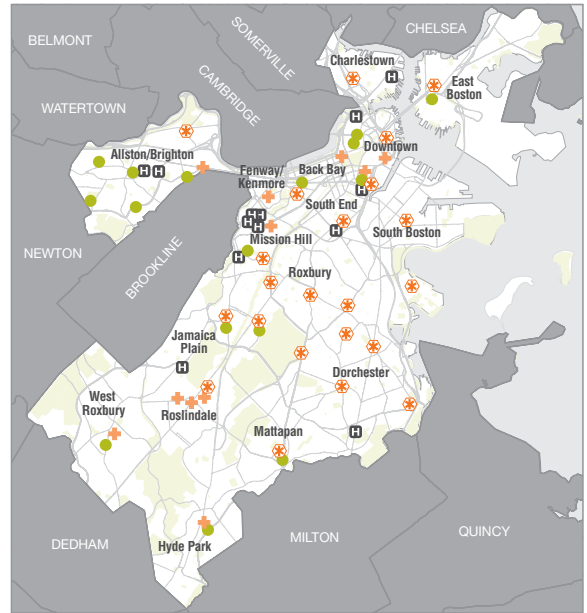 CHELSEA
BELMONT
SOMERVILLE
Charlestown
East
Boston
CAMBRIDGE
WATERTOWN
H
H
Downtown
Allston/Brighton
H H
Fenway/
Kenmore
Back Bay
H
South End
H H
H H
H
South Boston
Mission Hill
NEWTON
H
BROOKLINE
Roxbury
Jamaica
Plain
H
Dorchester
West
Roxbury
Roslindale
Mattapan
H
MILTON
QUINCY
DEDHAM
Hyde Park